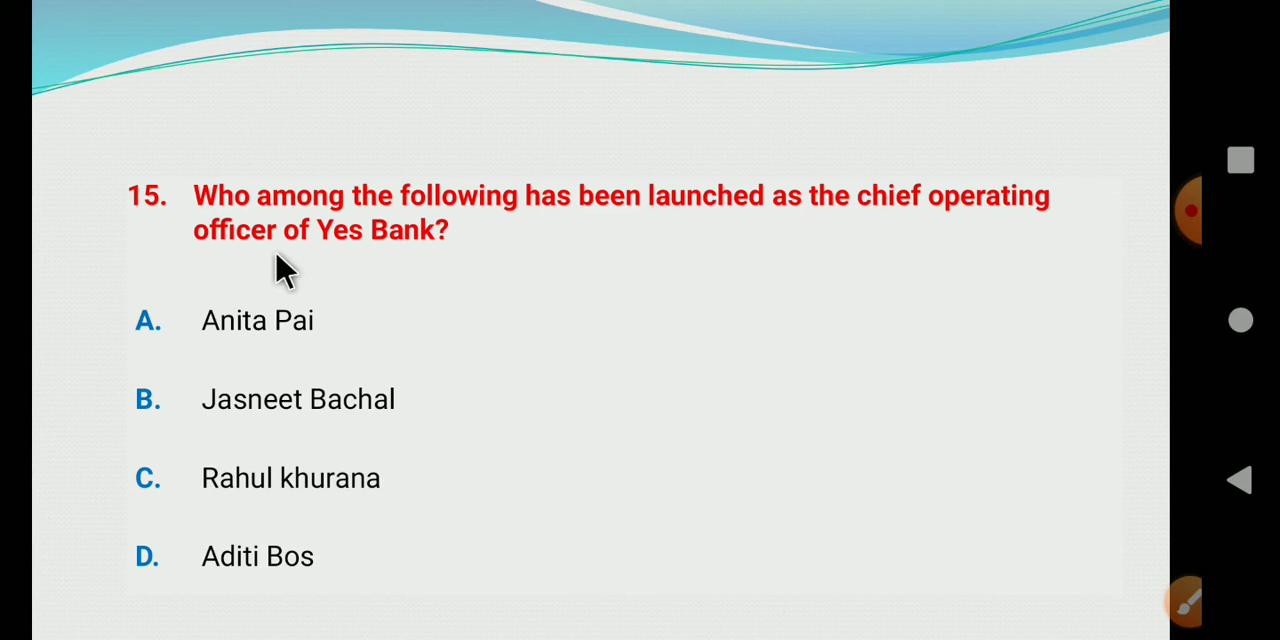 15. Who among the following has been launched as the chief operating
officer of Yes Bank?
A. Anita Pai
B. Jasneet Bachal
C. Rahul khurana
D. Aditi Bos